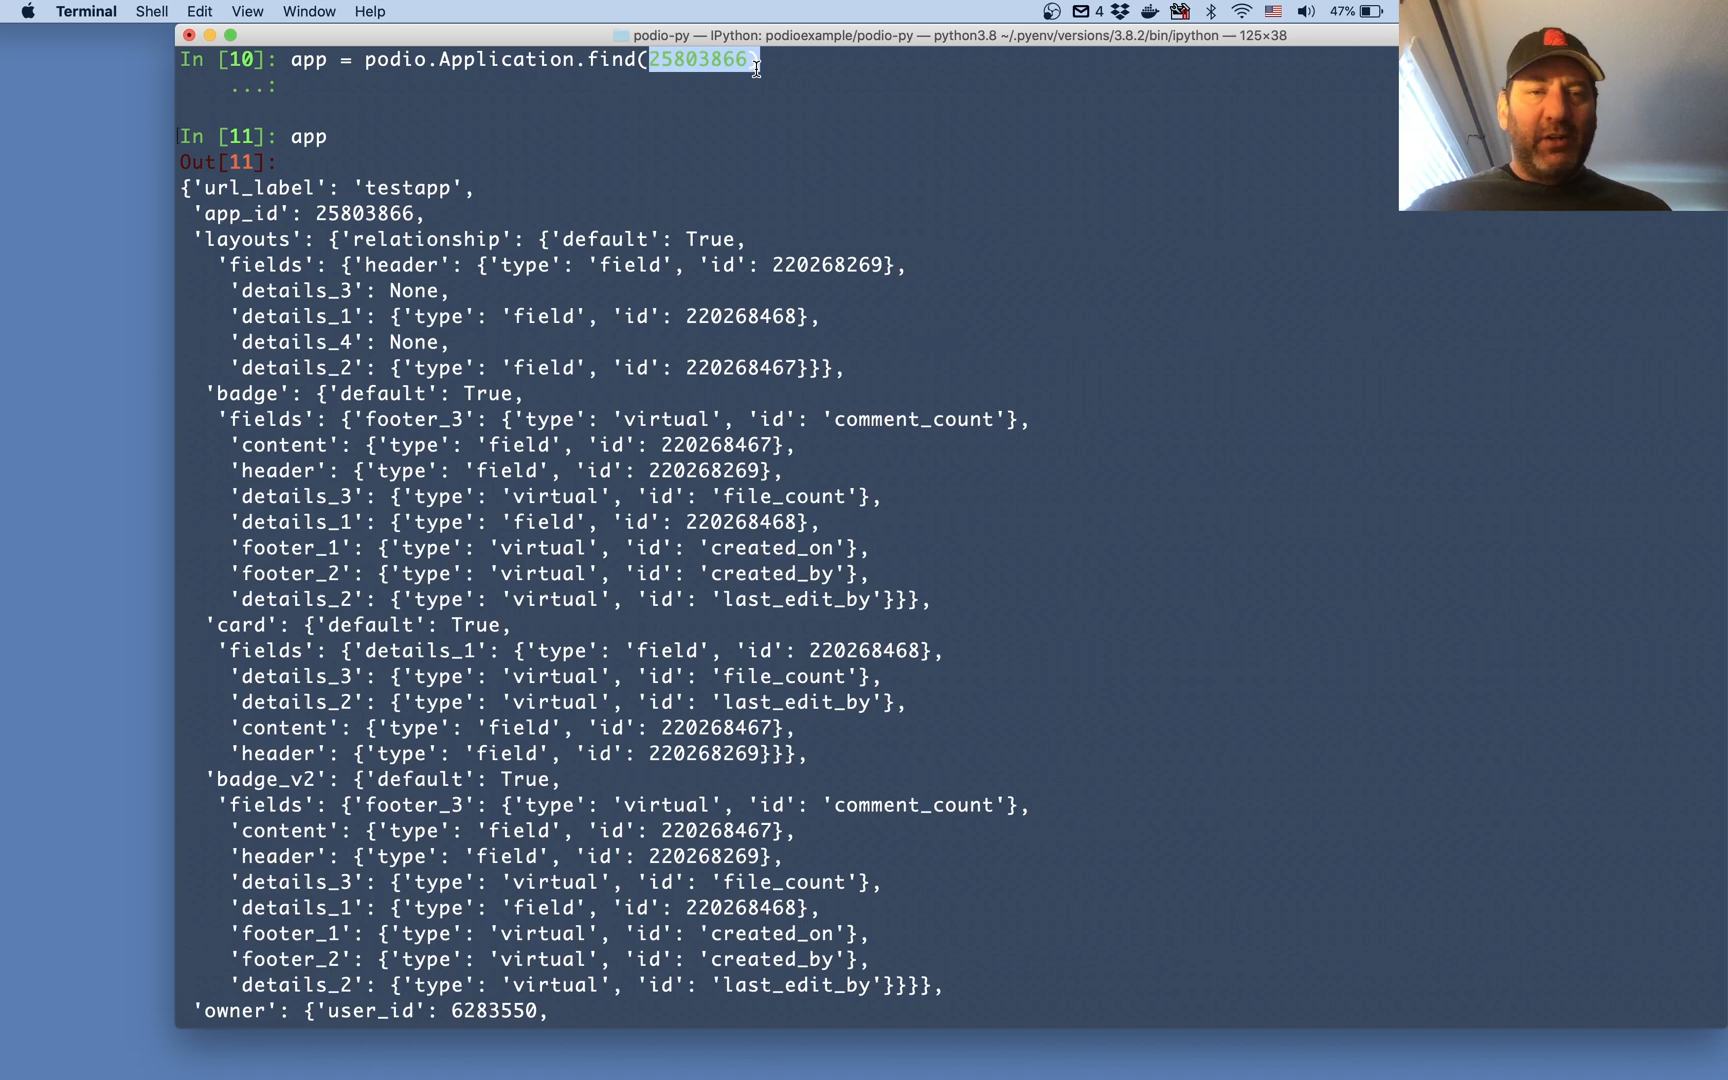 Terminal Shell Edit View Window Help 4 47%
podio-py — IPython: podioexample/podio-py — python3.8 ~/.pyenv/versions/3.8.2/bin/ipython — 125×38
In [10]: app = podio.Application.find(25803866)
...:
In [11]: app
Out[11]:
{'url_label': 'testapp',
'app_id': 25803866,
'layouts': {'relationship': {'default': True,
'fields': {'header': {'type': 'field', 'id': 220268269},
'details_3': None,
'details_1': {'type': 'field', 'id': 220268468},
'details_4': None,
'details_2': {'type': 'field', 'id': 220268467}}},
'badge': {'default': True,
'fields': {'footer_3': {'type': 'virtual', 'id': 'comment_count'},
'content': {'type': 'field', 'id': 220268467},
'header': {'type': 'field', 'id': 220268269},
'details_3': {'type': 'virtual', 'id': 'file_count'},
'details_1': {'type': 'field', 'id': 220268468},
'footer_1': {'type': 'virtual', 'id': 'created_on'},
'footer_2': {'type': 'virtual', 'id': 'created_by'},
'details_2': {'type': 'virtual', 'id': 'last_edit_by'}}},
'card': {'default': True,
'fields': {'details_1': {'type': 'field', 'id': 220268468},
'details_3': {'type': 'virtual', 'id': 'file_count'},
'details_2': {'type': 'virtual', 'id': 'last_edit_by'},
'content': {'type': 'field', 'id': 220268467},
'header': {'type': 'field', 'id': 220268269}}},
'badge_v2': {'default': True,
'fields': {'footer_3': {'type': 'virtual', 'id': 'comment_count'},
'content': {'type': 'field', 'id': 220268467},
'header': {'type': 'field', 'id': 220268269},
'details_3': {'type': 'virtual', 'id': 'file_count'},
'details_1': {'type': 'field', 'id': 220268468},
'footer_1': {'type': 'virtual', 'id': 'created_on'},
'footer_2': {'type': 'virtual', 'id': 'created_by'},
'details_2': {'type': 'virtual', 'id': 'last_edit_by'}}}},
'owner': {'user_id': 6283550,